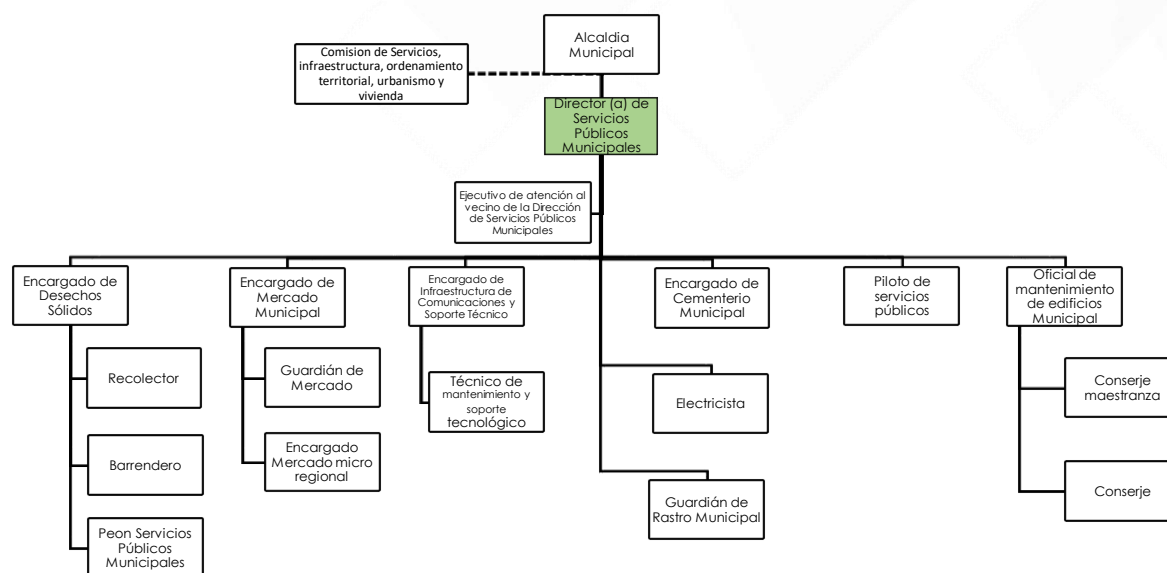 Alcaldia
Municipal
Comision de Servicios,
infraestructura, ordenamiento
territorial, urbanismo y
vivienda
Director (a) de
Servicios
Públicos
Municipales
Ejecutivo de atención al
vecino de la Dirección
de Servicios Públicos
Municipales
Encargado de
Desechos
Sólidos
Encargado de
Mercado
Municipal
Encargado de
Infraestructura de
Comunicaciones y
Soporte Técnico
Encargado de
Cementerio
Municipal
Piloto de
servicios
públicos
Oficial de
mantenimiento
de edificios
Municipal
Recolector
Barrendero
Peon Servicios
Públicos
Municipales
Guardián de
Mercado
Encargado
Mercado micro
regional
Técnico de
mantenimiento y
soporte
tecnológico
Electricista
Guardián de
Rastro Municipal
Conserje
maestranza
Conserje